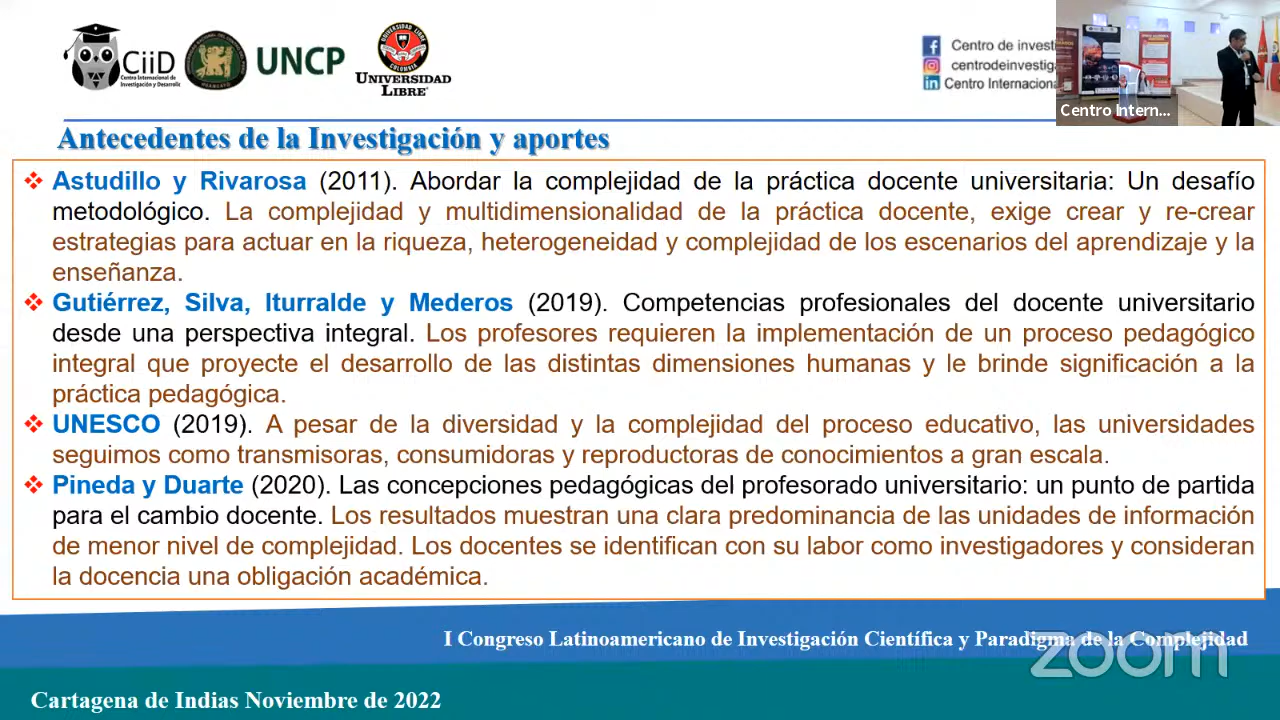 CiiD
Centro Internacional de
Investigación y Desarrollo
UNCP
UNIVERSIDAD
LIBRE
Centro de invest
centrodeinvestiga
Centro Internaciona
Centro Intern...
Antecedentes de la Investigación y aportes
Astudillo y Rivarosa (2011). Abordar la complejidad de la práctica docente universitaria: Un desafío
metodológico. La complejidad y multidimensionalidad de la práctica docente, exige crear y re-crear
estrategias para actuar en la riqueza, heterogeneidad y complejidad de los escenarios del aprendizaje y la
enseñanza.
Gutiérrez, Silva, Iturralde y Mederos (2019). Competencias profesionales del docente universitario
desde una perspectiva integral. Los profesores requieren la implementación de un proceso pedagógico
integral que proyecte el desarrollo de las distintas dimensiones humanas y le brinde significación a la
práctica pedagógica.
UNESCO (2019). A pesar de la diversidad y la complejidad del proceso educativo, las universidades
seguimos como transmisoras, consumidoras y reproductoras de conocimientos a gran escala.
Pineda y Duarte (2020). Las concepciones pedagógicas del profesorado universitario: un punto de partida
para el cambio docente. Los resultados muestran una clara predominancia de las unidades de información
de menor nivel de complejidad. Los docentes se identifican con su labor como investigadores y consideran
la docencia una obligación académica.
I Congreso Latinoamericano de Investigación Científica y Paradigma de la Complejidad
zoom
Cartagena de Indias Noviembre de 2022